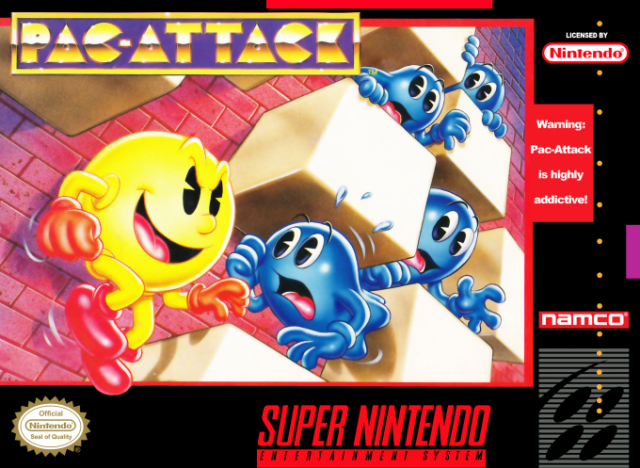 PAC-ATTACK
TM
LICENSED BY
Nintendo
Warning:
Pac-Attack
is highly
addictive!
namco
Official
Nintendo
Seal of Quality
SUPER NINTENDO
ENTERTAINMENT SYSTEM